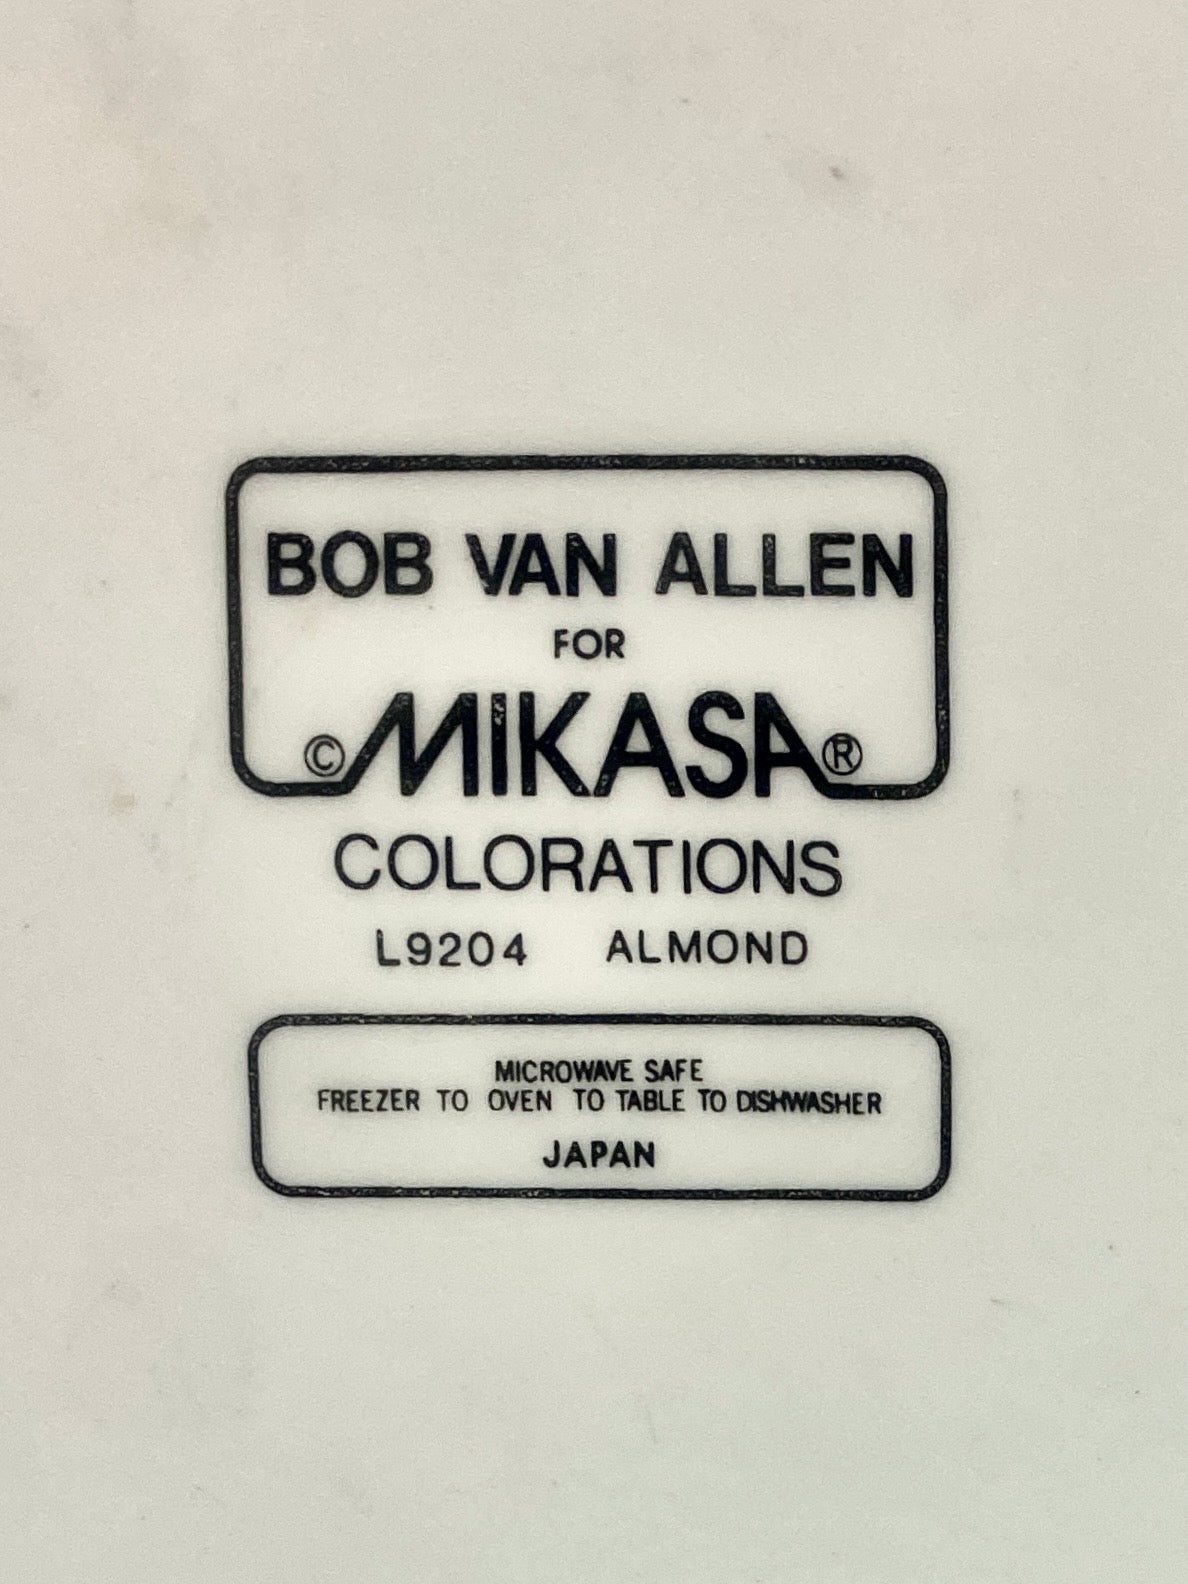 BOB VAN ALLEN
FOR
© MIKASA ®
COLORATIONS
L9204 ALMOND
MICROWAVE SAFE
FREEZER TO OVEN TO TABLE TO DISHWASHER
JAPAN